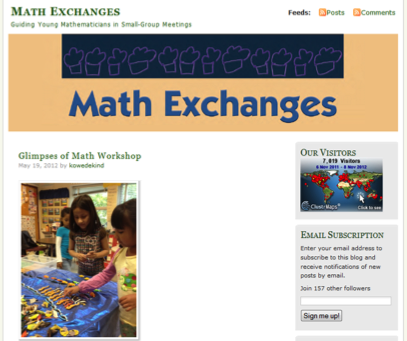 Math Exchanges
Guiding Young Mathematicians in Small-Group Meetings
Feeds: Posts Comments
Math Exchanges
Glimpses of Math Workshop
May 19, 2012 by kowedekind
Our Visitors
7,019 Visitors
6 Nov 2011 - 8 Nov 2012
ClustrMaps
Click to see
Email Subscription
Enter your email address to
subscribe to this blog and
receive notifications of new
posts by email.
Join 157 other followers
Sign me up!